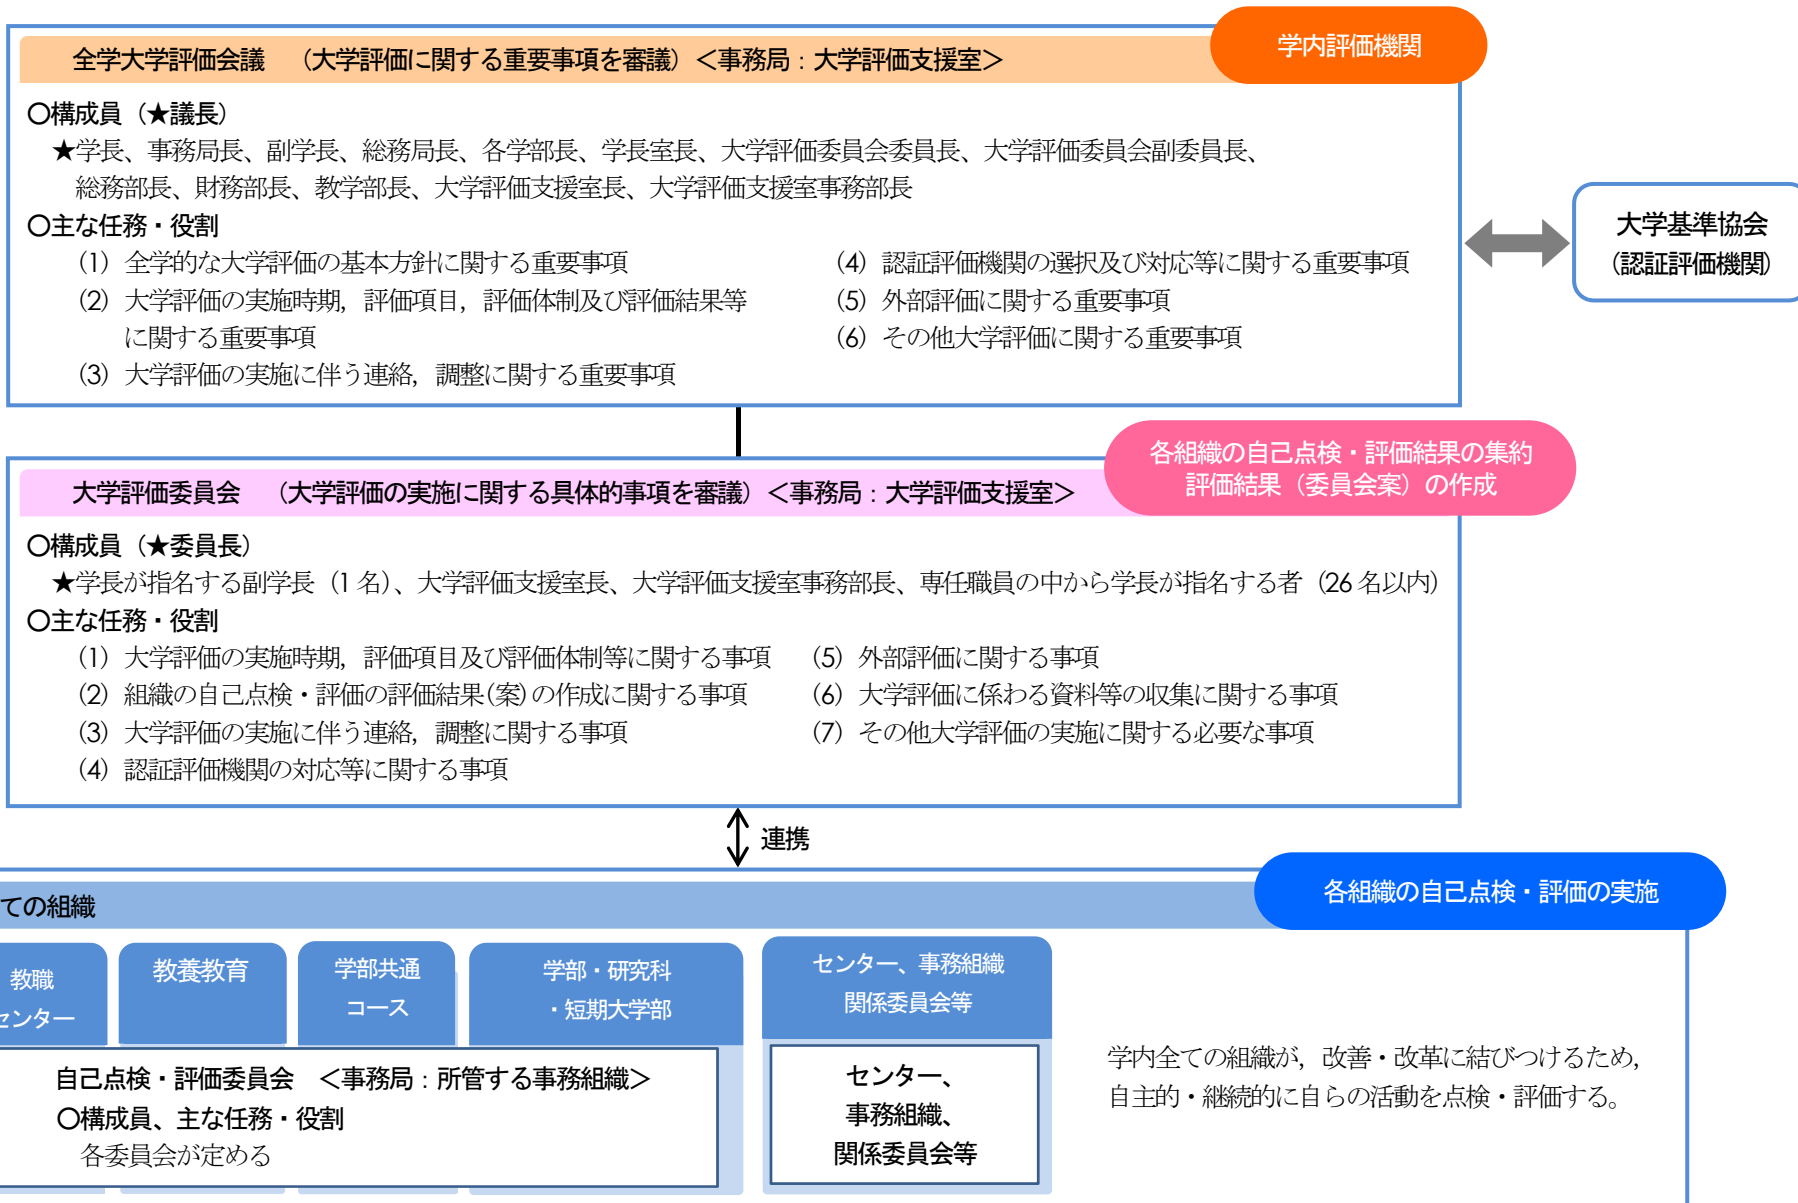 学内評価機関
全学大学評価会議　（大学評価に関する重要事項を審議）＜事務局：大学評価支援室＞
〇構成員（★議長）
★学長、事務局長、副学長、総務局長、各学部長、学長室長、大学評価委員会委員長、大学評価委員会副委員長、
総務部長、財務部長、教学部長、大学評価支援室長、大学評価支援室事務部長
〇主な任務・役割
（1）全学的な大学評価の基本方針に関する重要事項
（2）大学評価の実施時期，評価項目，評価体制及び評価結果等
に関する重要事項
（3）大学評価の実施に伴う連絡，調整に関する重要事項
（4）認証評価機関の選択及び対応等に関する重要事項
（5）外部評価に関する重要事項
（6）その他大学評価に関する重要事項
大学基準協会
（認証評価機関）
各組織の自己点検・評価結果の集約
評価結果（委員会案）の作成
大学評価委員会　（大学評価の実施に関する具体的事項を審議）＜事務局：大学評価支援室＞
〇構成員（★委員長）
★学長が指名する副学長（1名）、大学評価支援室長、大学評価支援室事務部長、専任職員の中から学長が指名する者（26名以内）
〇主な任務・役割
（1）大学評価の実施時期，評価項目及び評価体制等に関する事項
（2）組織の自己点検・評価の評価結果(案)の作成に関する事項
（3）大学評価の実施に伴う連絡，調整に関する事項
（4）認証評価機関の対応等に関する事項
（5）外部評価に関する事項
（6）大学評価に係わる資料等の収集に関する事項
（7）その他大学評価の実施に関する必要な事項
連携
各組織の自己点検・評価の実施
ての組織
教職
センター
教養教育
学部共通
コース
学部・研究科
・短期大学部
センター、事務組織
関係委員会等
自己点検・評価委員会　＜事務局：所管する事務組織＞
〇構成員、主な任務・役割
各委員会が定める
センター、
事務組織、
関係委員会等
学内全ての組織が，改善・改革に結びつけるため，
自主的・継続的に自らの活動を点検・評価する。